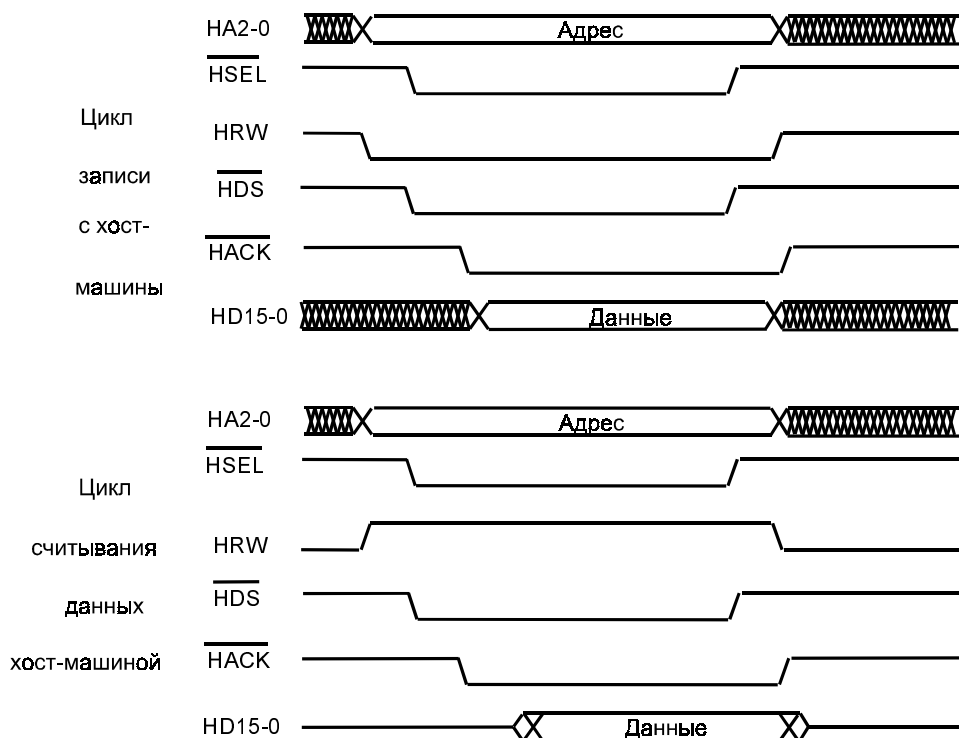 HA2-0 Адрес
HSEL
Цикл
HRW
записи
HDS
с хост-
HACK
машины
HD15-0 Данные
HA2-0 Адрес
HSEL
Цикл
считывания HRW
HDS
данных
хост-машиной HACK
HD15-0 Данные